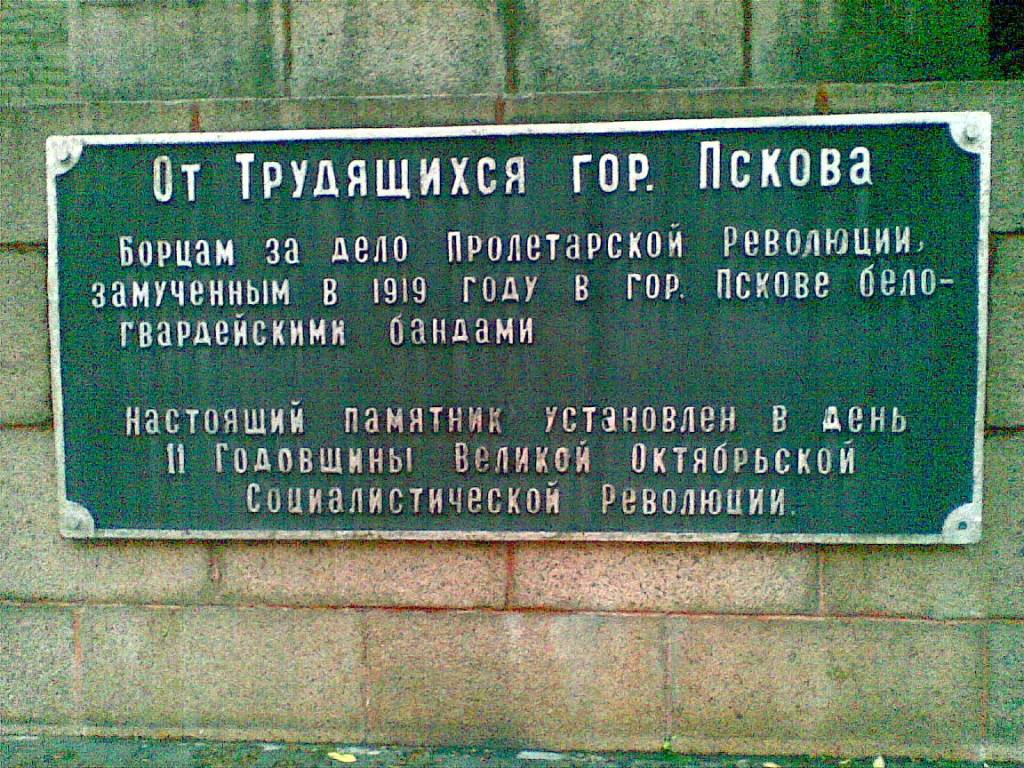 От Трудящихся гор. Пскова
Борцам за дело Пролетарской Революции,
замученным в 1919 году в гор. Пскове бело-
гвардейскими бандами
Настоящий памятник установлен в день
11 Годовщины Великой Октябрьской
Социалистической Революции.